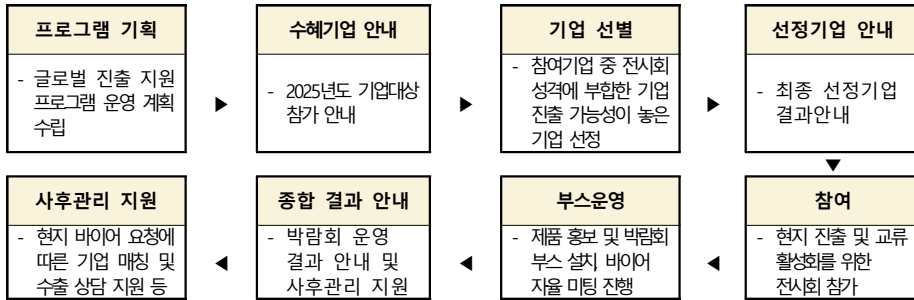 프로그램 기획
- 글로벌 진출 지원
프로그램 운영 계획
수립
▶
수혜기업 안내
- 2025년도 기업대상
참가 안내
▶
기업 선별
- 참여기업 중 전시회
성격에 부합한 기업
진출 가능성이 놓은
기업 선정
▶
선정기업 안내
- 최종 선정기업
결과안내
▼
참여
- 현지 진출 및 교류
활성화를 위한
전시회 참가
◀
부스운영
- 제품 홍보 및 박람회
부스 설치, 바이어
자율 미팅 진행
◀
종합 결과 안내
- 박람회 운영
결과 안내 및
사후관리 지원
◀
사후관리 지원
- 현지 바이어 요청에
따른 기업 매칭 및
수출 상담 지원 등